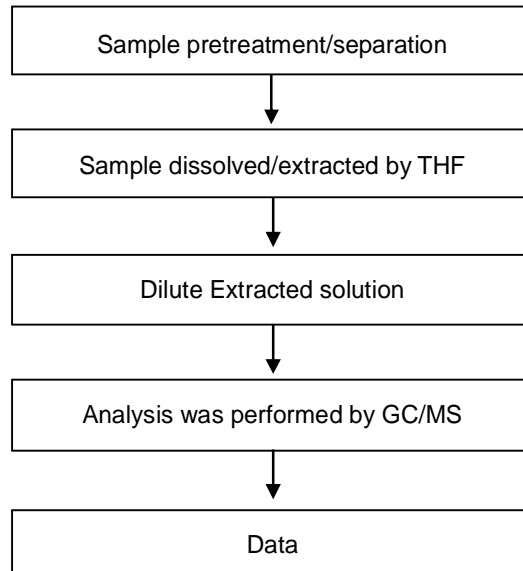 Sample pretreatment/separation
Sample dissolved/extracted by THF
Dilute Extracted solution
Analysis was performed by GC/MS
Data